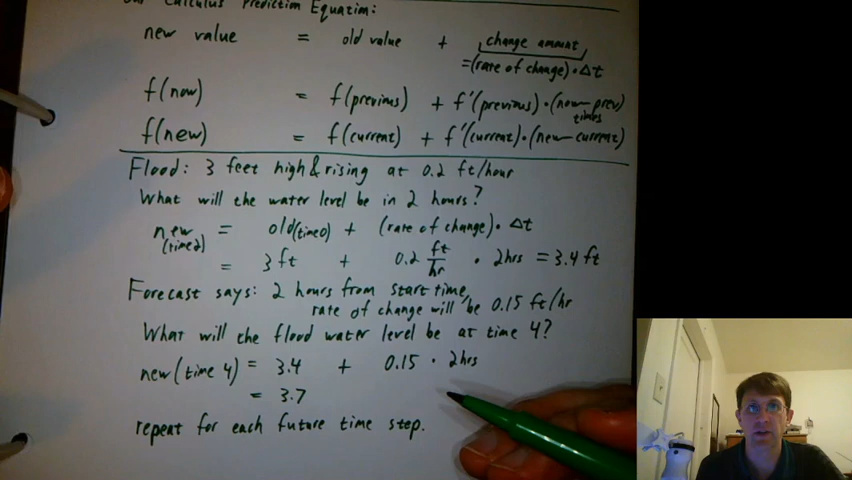 Our Calculus Prediction Equation:
new value = old value + change amount
=(rate of change)·Δt
f(now) = f(previous) + f'(previous)·(now-prev)
times
f(new) = f(current) + f'(current)·(new-current)
Flood: 3 feet high & rising at 0.2 ft/hour
What will the water level be in 2 hours?
new (time2) = old(time0) + (rate of change)·Δt
= 3 ft + 0.2 ft/hr · 2hrs = 3.4 ft
Forecast says: 2 hours from start time,
rate of change will be 0.15 ft/hr
What will the flood water level be at time 4?
new (time 4) = 3.4 + 0.15 · 2hrs
= 3.7
repeat for each future time step.